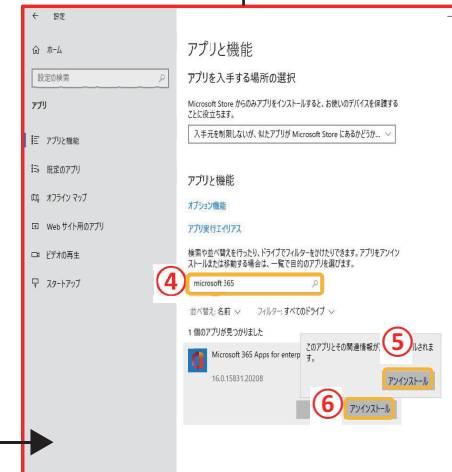 ← 設定
ホーム
設定の検索
アプリ
アプリと機能
既定のアプリ
オフライン マップ
Web サイト用のアプリ
ビデオの再生
スタートアップ
アプリと機能
アプリを入手する場所の選択
Microsoft Store からのみアプリをインストールすると、お使いのデバイスを保護する
ことに役立ちます。
入手元を制限しないが、似たアプリが Microsoft Store にあるかどうか...
アプリと機能
オプション機能
アプリ実行エイリアス
検索や並べ替えを行ったり、ドライブでフィルターをかけたりできます。アプリをアンイン
ストールまたは移動する場合は、一覧で目的のアプリを選びます。
④ microsoft 365
並べ替え: 名前 フィルター: すべてのドライブ
1 個のアプリが見つかりました
Microsoft 365 Apps for enterp
16.0.15831.20208
このアプリとその関連情報が ⑤ ルされま
す。
アンインストール
⑥ アンインストール